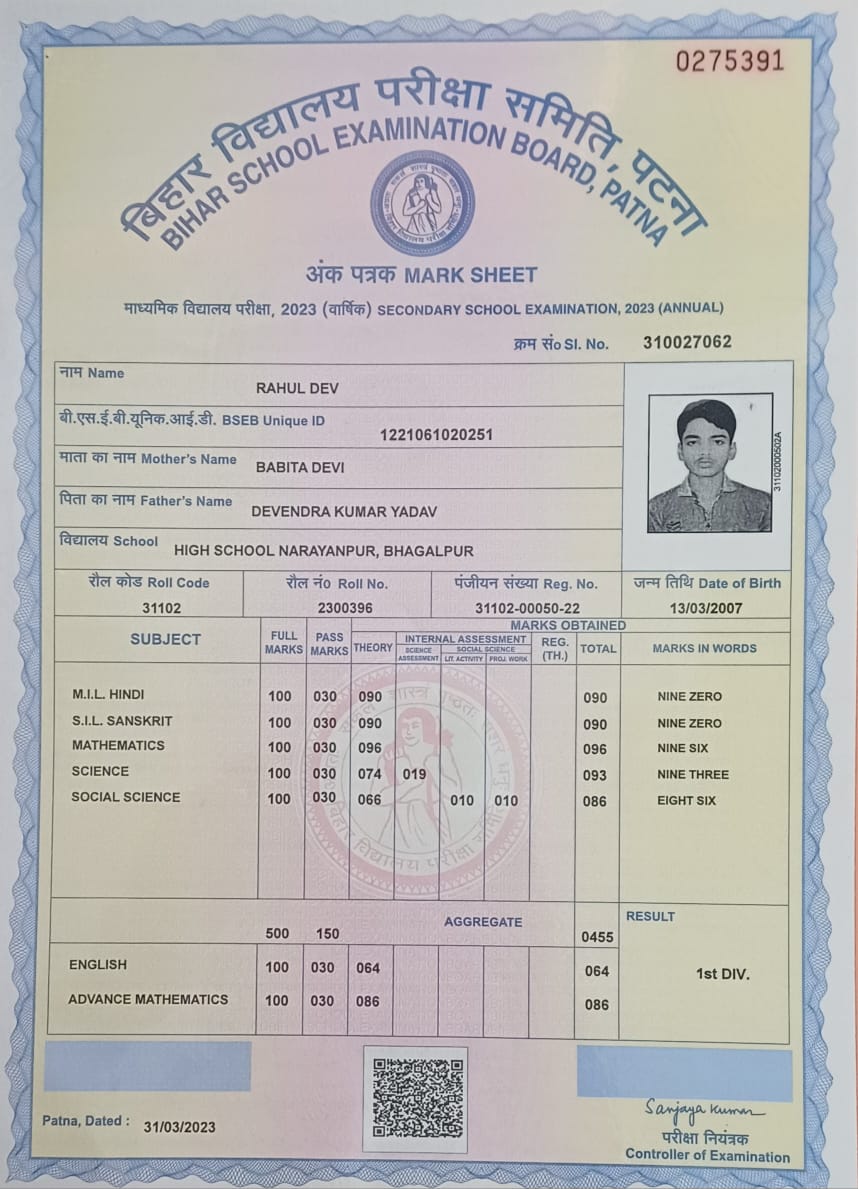 0275391
बिहार विद्यालय परीक्षा समिति, पटना
BIHAR SCHOOL EXAMINATION BOARD, PATNA
अंक पत्रक MARK SHEET
माध्यमिक विद्यालय परीक्षा, 2023 (वार्षिक) SECONDARY SCHOOL EXAMINATION, 2023 (ANNUAL)
क्रम सं० Sl. No. 310027062
नाम Name
RAHUL DEV
बी.एस.ई.बी.यूनिक.आई.डी. BSEB Unique ID
1221061020251
माता का नाम Mother's Name
BABITA DEVI
पिता का नाम Father's Name
DEVENDRA KUMAR YADAV
विद्यालय School
HIGH SCHOOL NARAYANPUR, BHAGALPUR
311020000502A
रौल कोड Roll Code रौल नं० Roll No. पंजीयन संख्या Reg. No. जन्म तिथि Date of Birth
31102 2300396 31102-00050-22 13/03/2007
SUBJECT FULL MARKS PASS MARKS MARKS OBTAINED
THEORY INTERNAL ASSESSMENT REG. (TH.) TOTAL MARKS IN WORDS
SCIENCE ASSESSMENT SOCIAL SCIENCE
LIT. ACTIVITY PROJ. WORK
M.I.L. HINDI 100 030 090 090 NINE ZERO
S.I.L. SANSKRIT 100 030 090 090 NINE ZERO
MATHEMATICS 100 030 096 096 NINE SIX
SCIENCE 100 030 074 019 093 NINE THREE
SOCIAL SCIENCE 100 030 066 010 010 086 EIGHT SIX
बिहार विद्यालय परीक्षा समिति
500 150 AGGREGATE 0455 RESULT
ENGLISH 100 030 064 064 1st DIV.
ADVANCE MATHEMATICS 100 030 086 086
Patna, Dated : 31/03/2023
Sanjaya Kumar
परीक्षा नियंत्रक
Controller of Examination